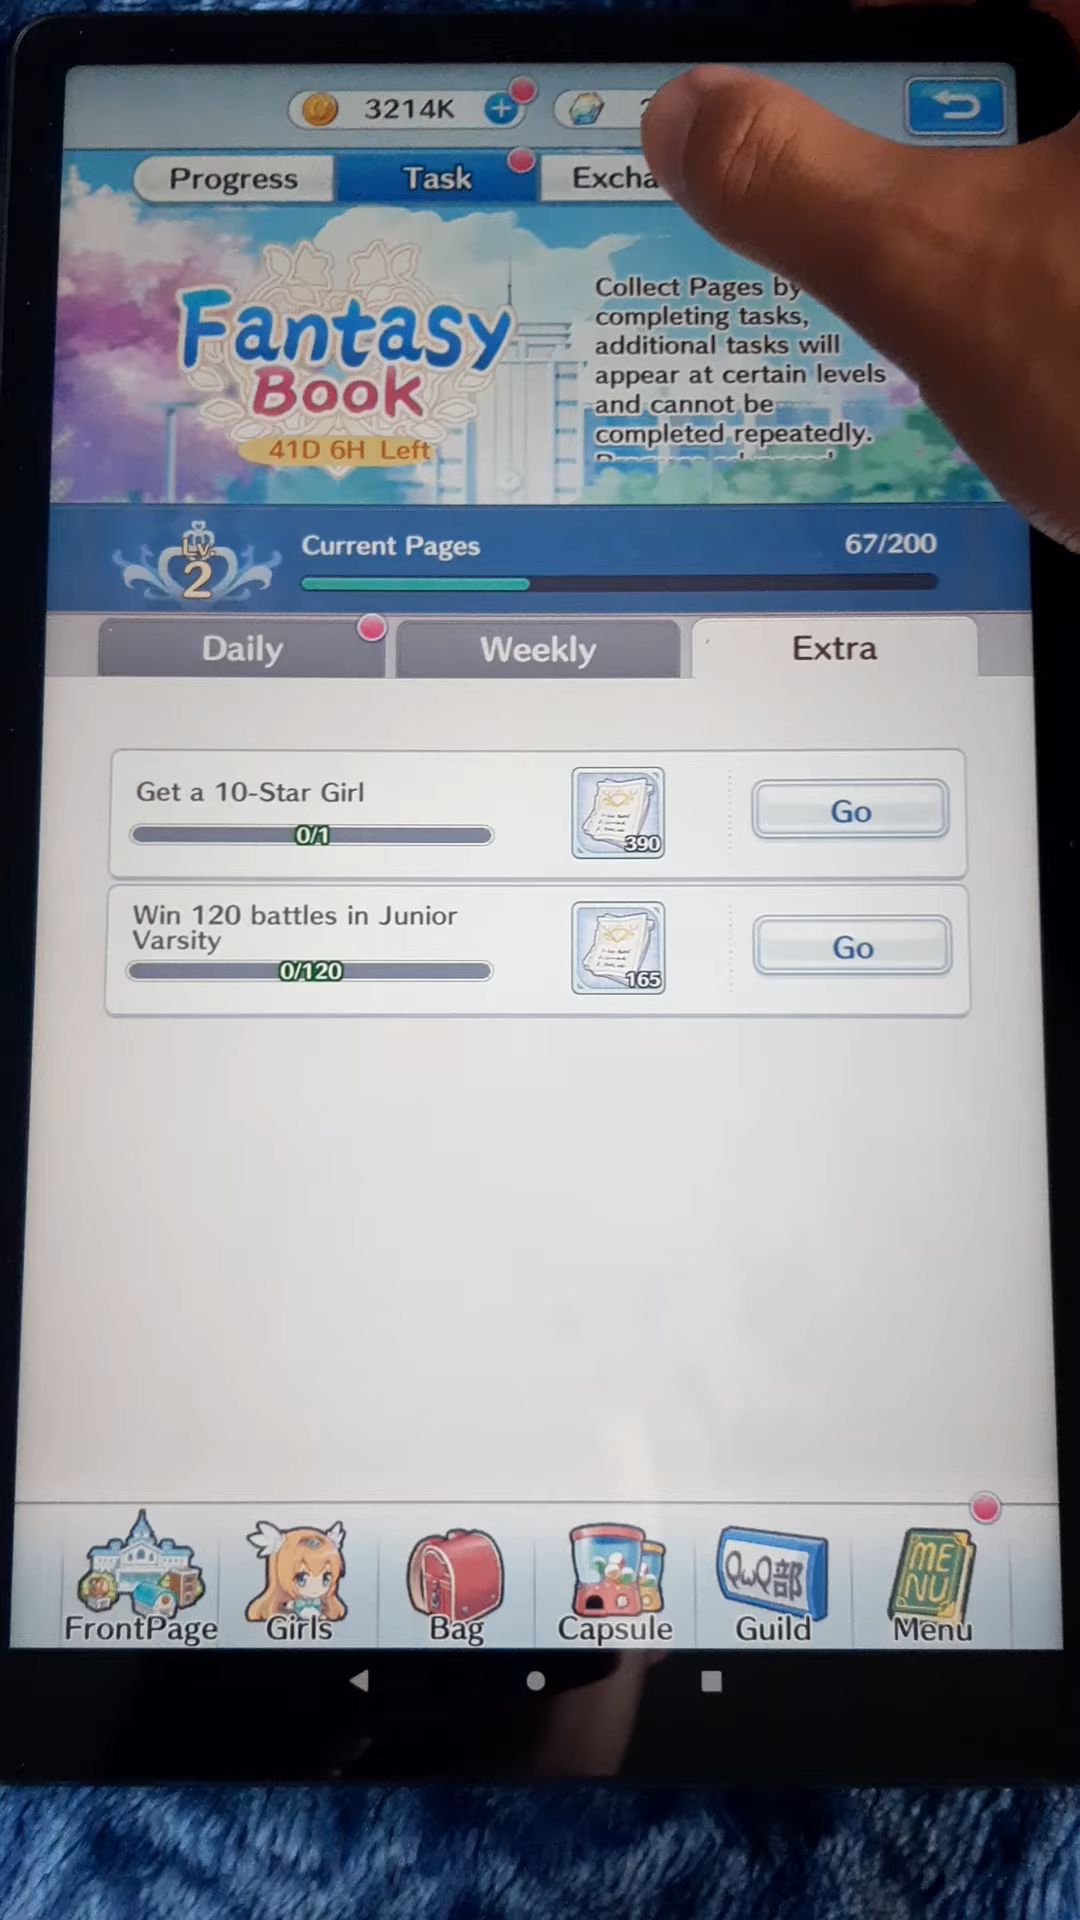 3214K
Progress
Task
Fantasy
Book
41D 6H Left
Collect Pages by
completing tasks,
additional tasks will
appear at certain levels
and cannot be
completed repeatedly.
Lv.
2
Current Pages
67/200
Daily
Weekly
Extra
Get a 10-Star Girl
0/1
390
Go
Win 120 battles in Junior
Varsity
0/120
165
Go
QwQ部
ME
NU
FrontPage
Girls
Bag
Capsule
Guild
Menu